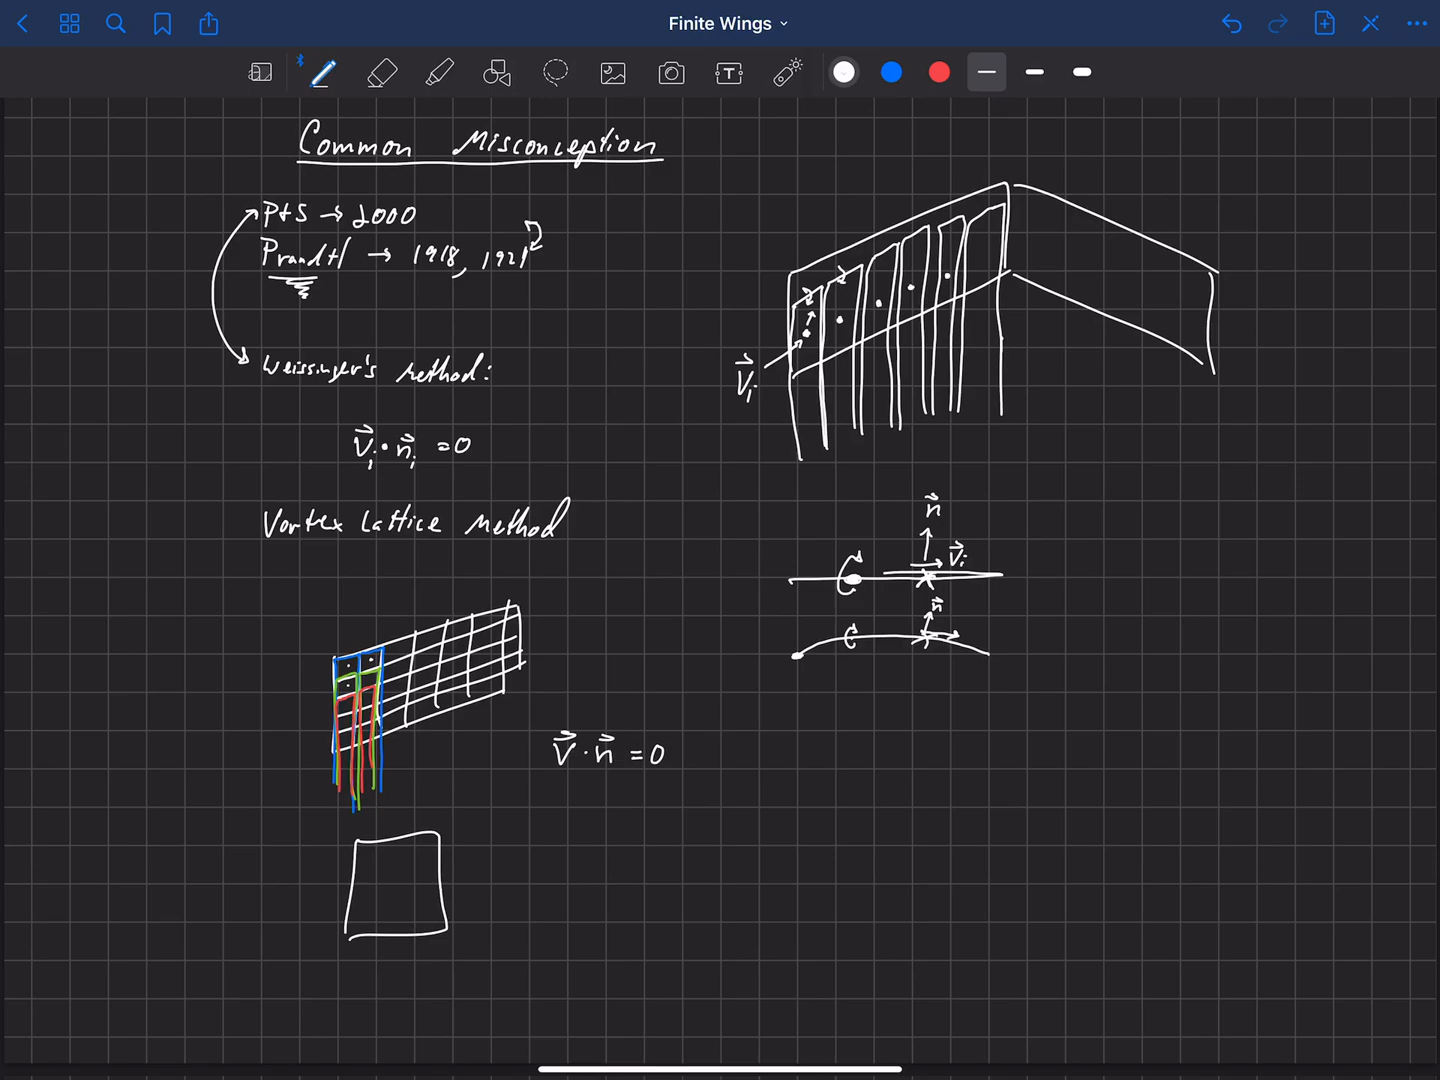 Finite Wings
T
Common Misconception
P+S → 2000
Prandtl → 1918, 1921
Weissinger's Method:
V⃗ᵢ · n⃗ᵢ = 0
Vortex Lattice Method
V⃗ · n⃗ = 0
V⃗ᵢ
n⃗
V⃗ᵢ
n⃗